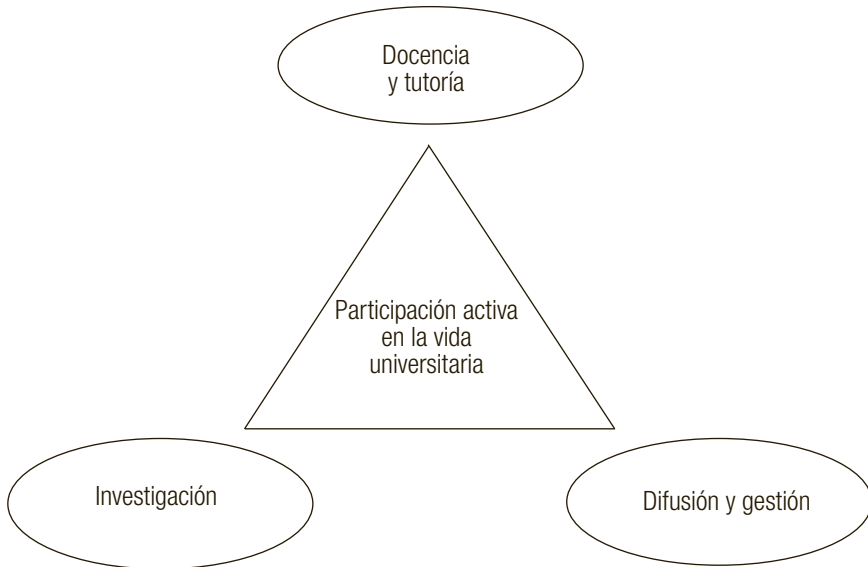 Docencia
y tutoría
Participación activa
en la vida
universitaria
Investigación
Difusión y gestión